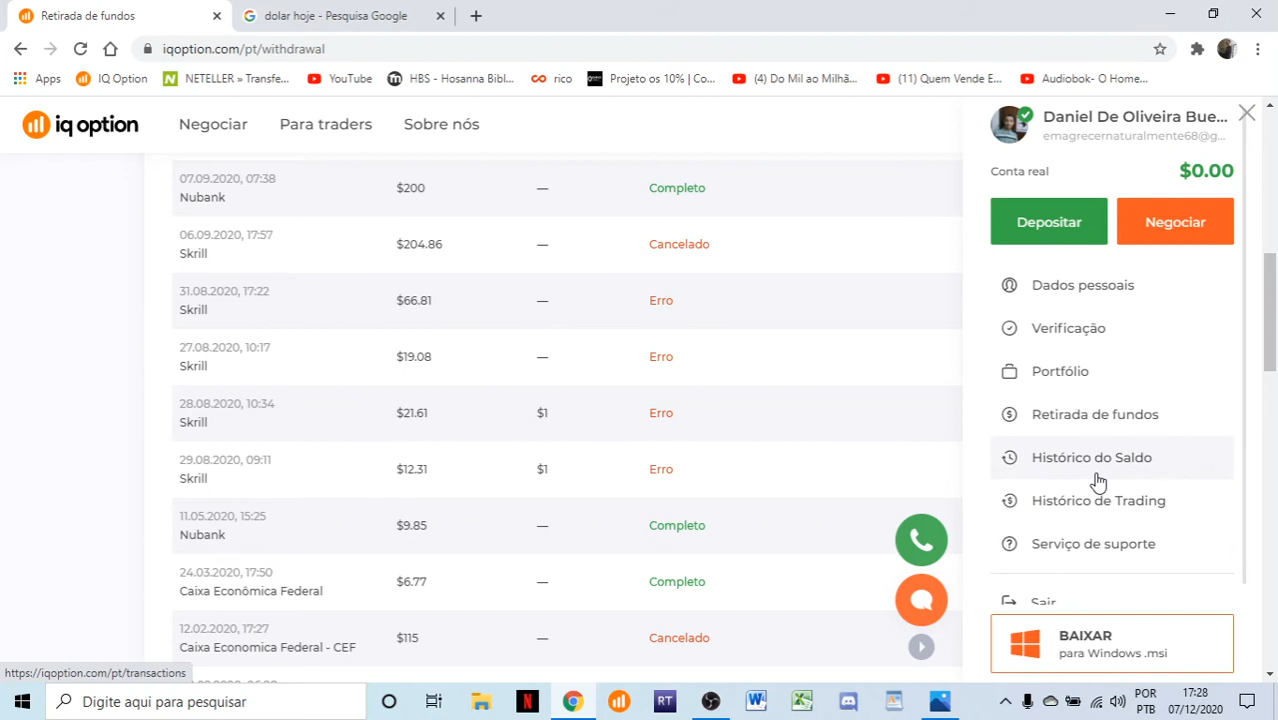 Retirada de fundos
dolar hoje - Pesquisa Google
iqoption.com/pt/withdrawal
Apps
IQ Option
NETELLER » Transfe...
YouTube
HBS - Hosanna Bibl...
rico
Projeto os 10% | Co...
(4) Do Mil ao Milhã...
(11) Quem Vende E...
Audiobok- O Home...
iq option
Negociar
Para traders
Sobre nós
07.09.2020, 07:38
Nubank
$200
—
Completo
06.09.2020, 17:57
Skrill
$204.86
—
Cancelado
31.08.2020, 17:22
Skrill
$66.81
—
Erro
27.08.2020, 10:17
Skrill
$19.08
—
Erro
28.08.2020, 10:34
Skrill
$21.61
$1
Erro
29.08.2020, 09:11
Skrill
$12.31
$1
Erro
11.05.2020, 15:25
Nubank
$9.85
—
Completo
24.03.2020, 17:50
Caixa Econômica Federal
$6.77
—
Completo
12.02.2020, 17:27
Caixa Economica Federal - CEF
$115
—
Cancelado
Daniel De Oliveira Bue...
emagrecernaturalmente68@g...
Conta real
$0.00
Depositar
Negociar
Dados pessoais
Verificação
Portfólio
Retirada de fundos
Histórico do Saldo
Histórico de Trading
Serviço de suporte
Sair
BAIXAR
para Windows .msi
https://iqoption.com/pt/transactions
Digite aqui para pesquisar
N
RT
POR
PTB
17:28
07/12/2020